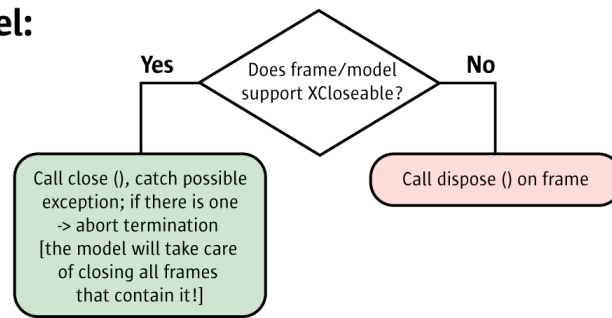 el:
Yes
Does frame/model
support XCloseable?
No
Call close (), catch possible
exception; if there is one
-> abort termination
[the model will take care
of closing all frames
that contain it!]
Call dispose () on frame